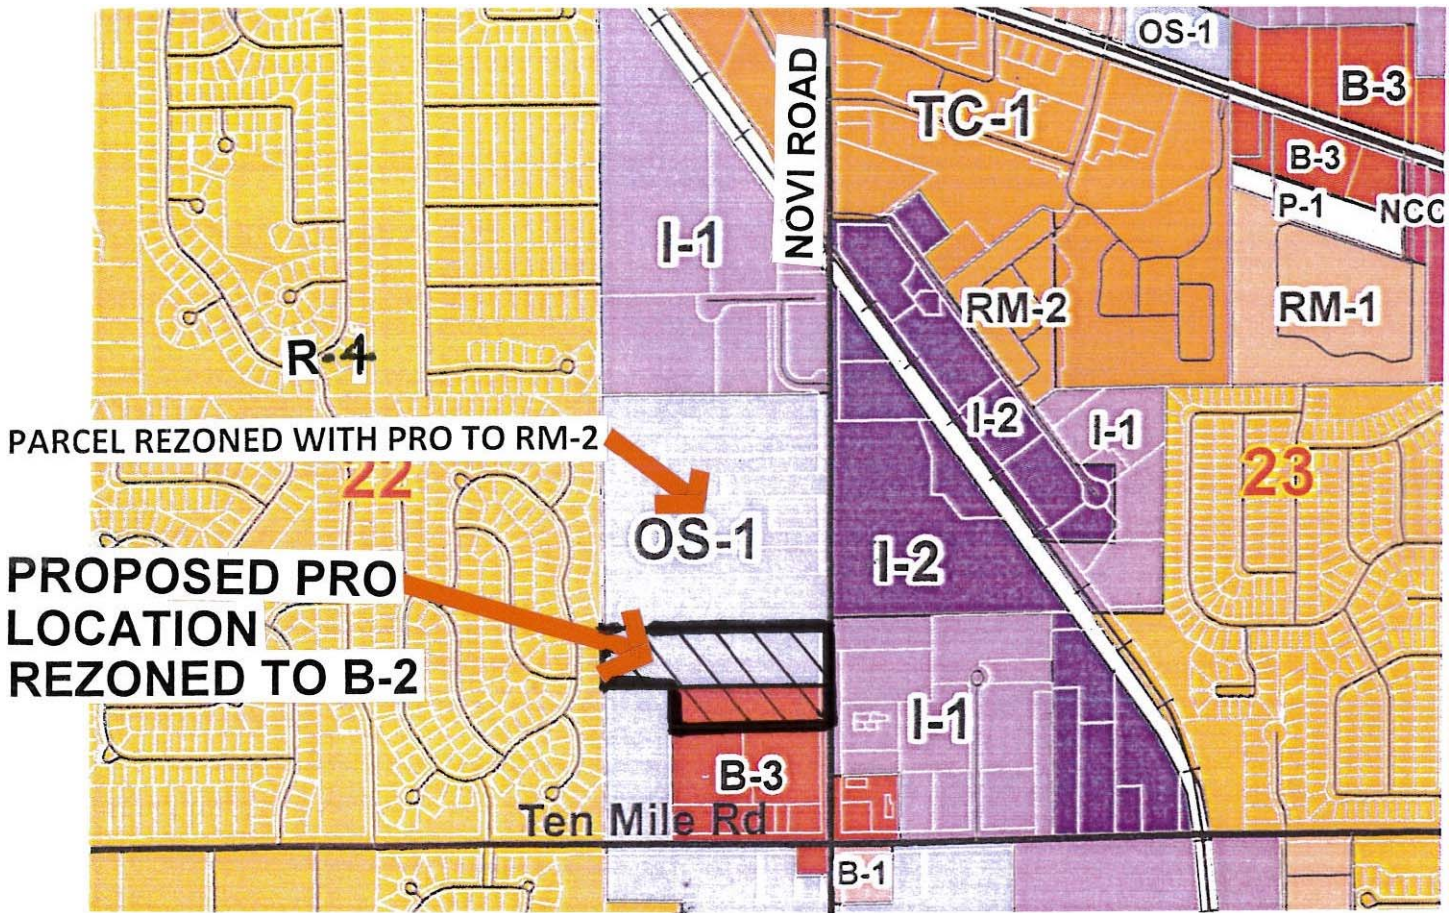 OS-1
B-3
NOVI ROAD
TC-1
B-3
P-1
NCC
I-1
RM-2
RM-1
R-4
I-2
I-1
PARCEL REZONED WITH PRO TO RM-2
22
23
OS-1
I-2
PROPOSED PRO
LOCATION
REZONED TO B-2
I-1
B-3
Ten Mile Rd
B-1